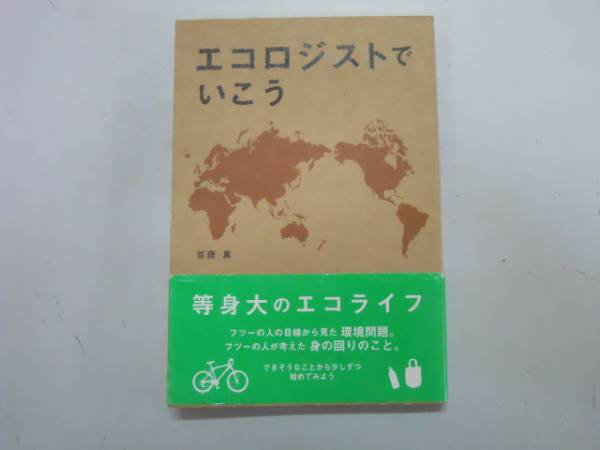 エコロジストで
いこう
首藤 眞
等身大のエコライフ
フツーの人の目線から見た 環境問題。
フツーの人が考えた 身の回りのこと。
できそうなことから少しずつ
始めてみよう